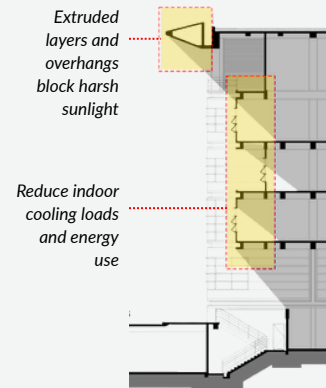 Extruded
layers and
overhangs
block harsh
sunlight
Reduce indoor
cooling loads
and energy
use
s